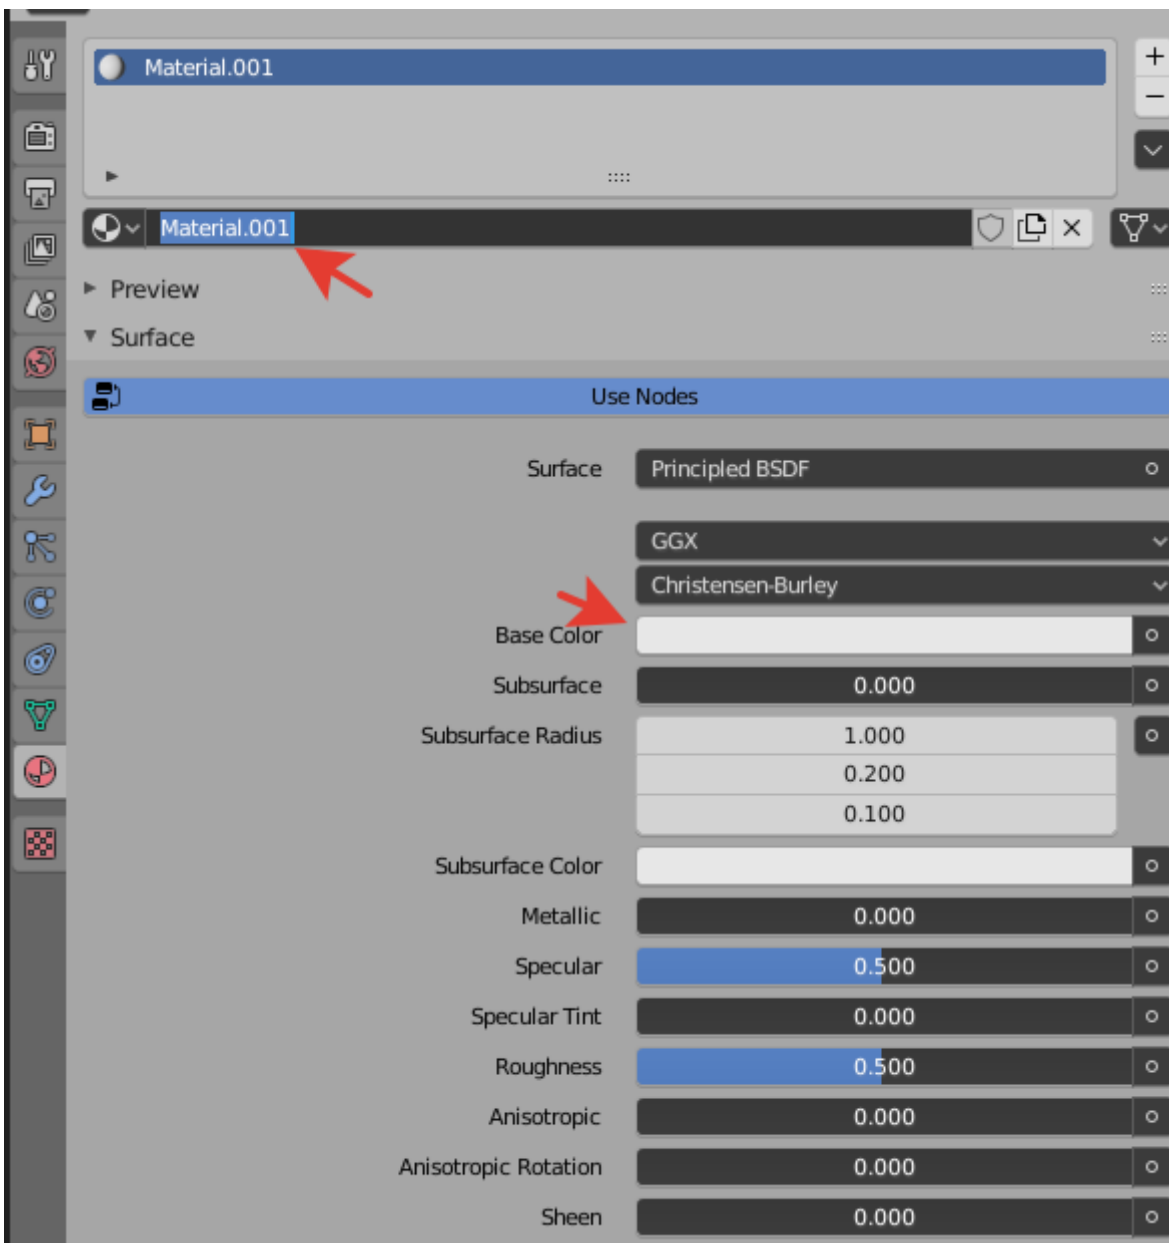 Material.001
Material.001
Preview
Surface
Use Nodes
Surface Principled BSDF
GGX
Christensen-Burley
Base Color
Subsurface 0.000
Subsurface Radius 1.000
0.200
0.100
Subsurface Color
Metallic 0.000
Specular 0.500
Specular Tint 0.000
Roughness 0.500
Anisotropic 0.000
Anisotropic Rotation 0.000
Sheen 0.000